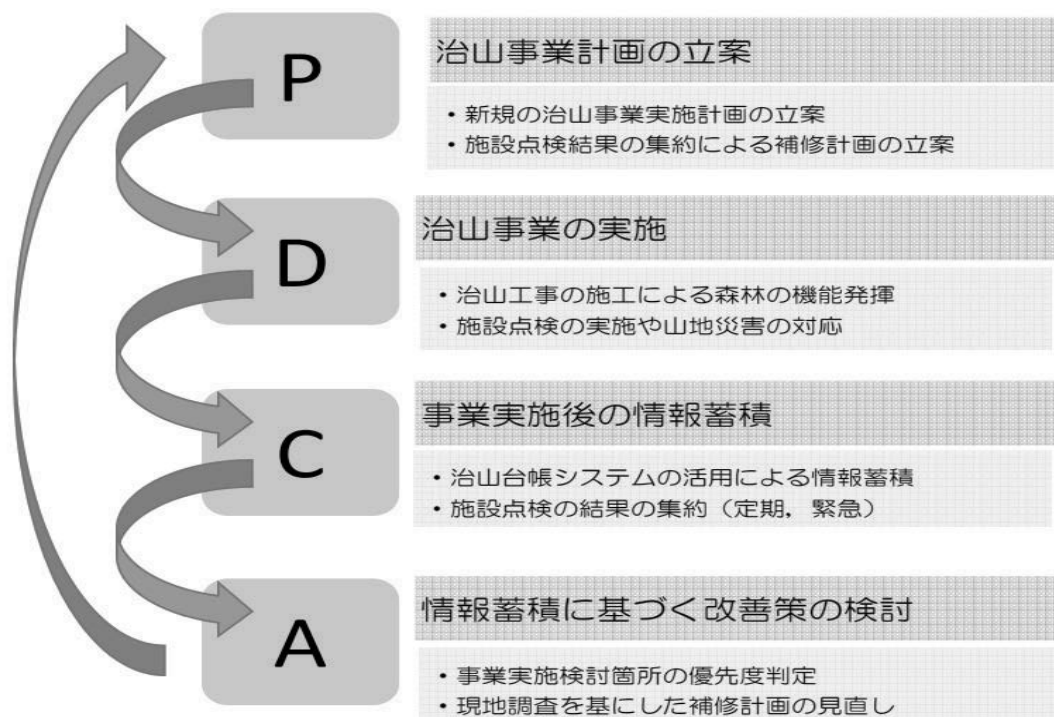 P
治山事業計画の立案
・新規の治山事業実施計画の立案
・施設点検結果の集約による補修計画の立案
D
治山事業の実施
・治山工事の施工による森林の機能発揮
・施設点検の実施や山地災害の対応
C
事業実施後の情報蓄積
・治山台帳システムの活用による情報蓄積
・施設点検の結果の集約（定期，緊急）
A
情報蓄積に基づく改善策の検討
・事業実施検討箇所の優先度判定
・現地調査を基にした補修計画の見直し